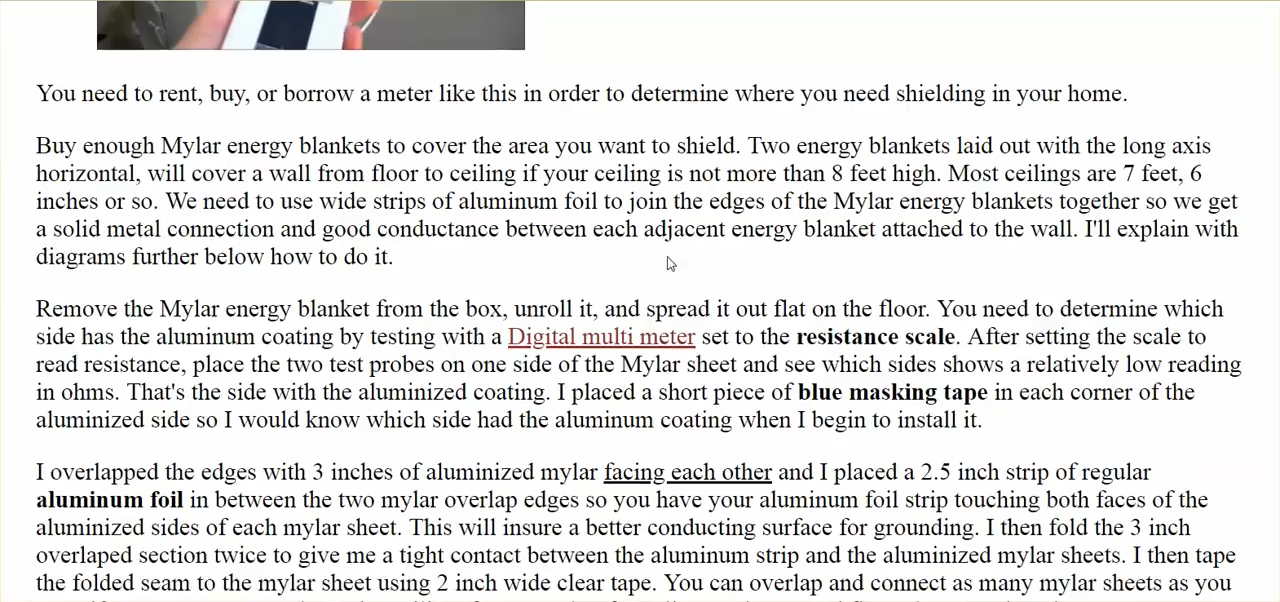 You need to rent, buy, or borrow a meter like this in order to determine where you need shielding in your home.
Buy enough Mylar energy blankets to cover the area you want to shield. Two energy blankets laid out with the long axis
horizontal, will cover a wall from floor to ceiling if your ceiling is not more than 8 feet high. Most ceilings are 7 feet, 6
inches or so. We need to use wide strips of aluminum foil to join the edges of the Mylar energy blankets together so we get
a solid metal connection and good conductance between each adjacent energy blanket attached to the wall. I'll explain with
diagrams further below how to do it.
Remove the Mylar energy blanket from the box, unroll it, and spread it out flat on the floor. You need to determine which
side has the aluminum coating by testing with a Digital multi meter set to the resistance scale. After setting the scale to
read resistance, place the two test probes on one side of the Mylar sheet and see which sides shows a relatively low reading
in ohms. That's the side with the aluminized coating. I placed a short piece of blue masking tape in each corner of the
aluminized side so I would know which side had the aluminum coating when I begin to install it.
I overlapped the edges with 3 inches of aluminized mylar facing each other and I placed a 2.5 inch strip of regular
aluminum foil in between the two mylar overlap edges so you have your aluminum foil strip touching both faces of the
aluminized sides of each mylar sheet. This will insure a better conducting surface for grounding. I then fold the 3 inch
overlaped section twice to give me a tight contact between the aluminum strip and the aluminized mylar sheets. I then tape
the folded seam to the mylar sheet using 2 inch wide clear tape. You can overlap and connect as many mylar sheets as you